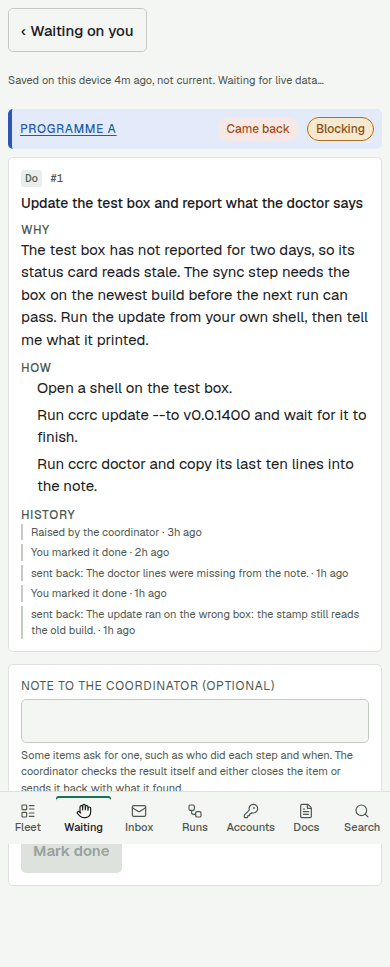 ‹ Waiting on you
Saved on this device 4m ago, not current. Waiting for live data…
PROGRAMME A
Came back
Blocking
Do #1
Update the test box and report what the doctor says
WHY
The test box has not reported for two days, so its
status card reads stale. The sync step needs the
box on the newest build before the next run can
pass. Run the update from your own shell, then tell
me what it printed.
HOW
Open a shell on the test box.
Run ccrc update --to v0.0.1400 and wait for it to
finish.
Run ccrc doctor and copy its last ten lines into
the note.
HISTORY
Raised by the coordinator · 3h ago
You marked it done · 2h ago
sent back: The doctor lines were missing from the note. · 1h ago
You marked it done · 1h ago
sent back: The update ran on the wrong box: the stamp still reads
the old build. · 1h ago
NOTE TO THE COORDINATOR (OPTIONAL)
Some items ask for one, such as who did each step and when. The
coordinator checks the result itself and either closes the item or
sends it back with what it found.
Fleet
Waiting
Inbox
Runs
Accounts
Docs
Search
Mark done